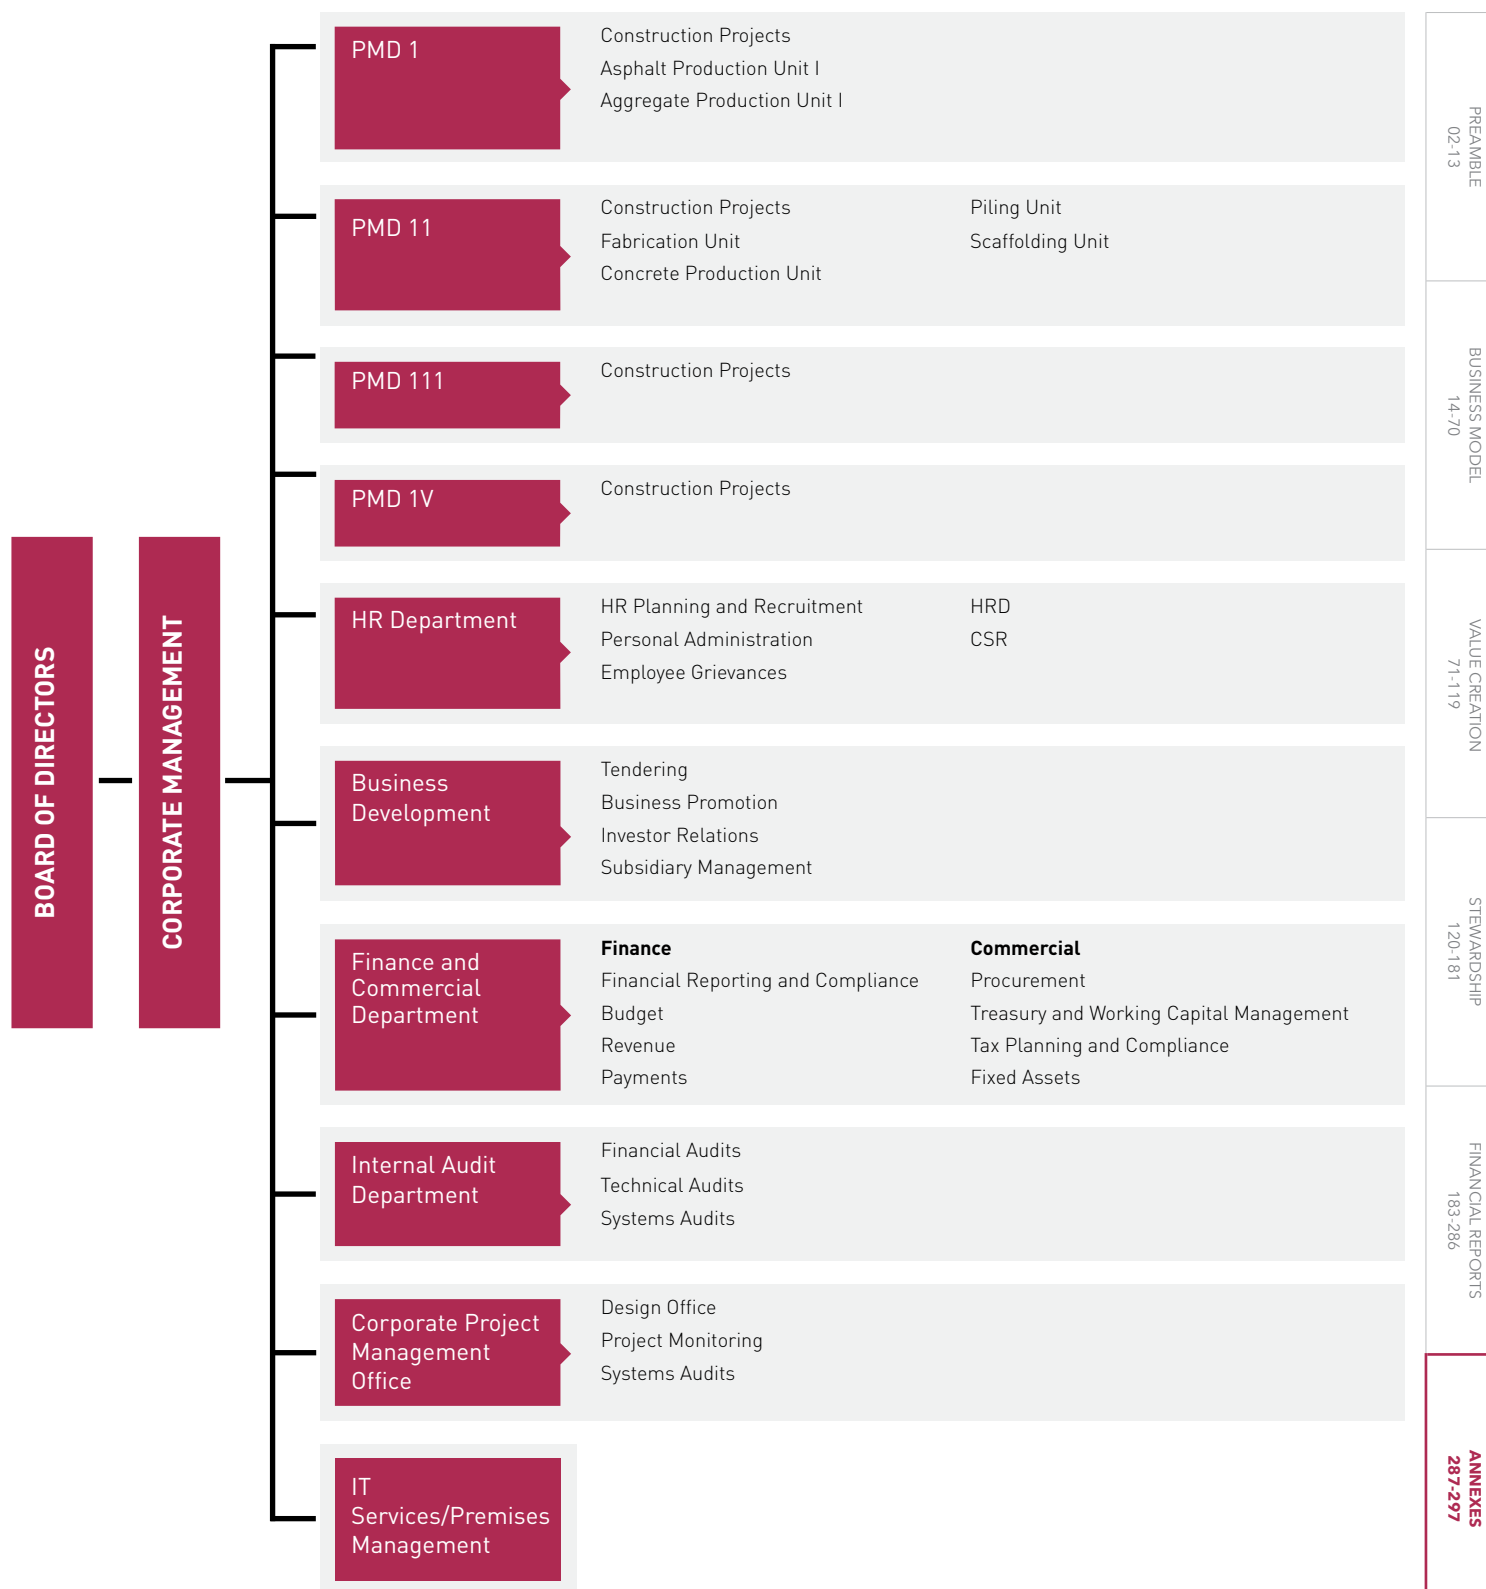 BOARD OF DIRECTORS
CORPORATE MANAGEMENT
PMD 1
Construction Projects
Asphalt Production Unit I
Aggregate Production Unit I
PMD 11
Construction Projects
Fabrication Unit
Concrete Production Unit
Piling Unit
Scaffolding Unit
PMD 111
Construction Projects
PMD 1V
Construction Projects
HR Department
HR Planning and Recruitment
Personal Administration
Employee Grievances
HRD
CSR
Business
Development
Tendering
Business Promotion
Investor Relations
Subsidiary Management
Finance and
Commercial
Department
Finance
Financial Reporting and Compliance
Budget
Revenue
Payments
Commercial
Procurement
Treasury and Working Capital Management
Tax Planning and Compliance
Fixed Assets
Internal Audit
Department
Financial Audits
Technical Audits
Systems Audits
Corporate Project
Management
Office
Design Office
Project Monitoring
Systems Audits
IT
Services/Premises
Management
PREAMBLE
02-13
BUSINESS MODEL
14-70
VALUE CREATION
71-119
STEWARDSHIP
120-181
FINANCIAL REPORTS
183-286
ANNEXES
287-297